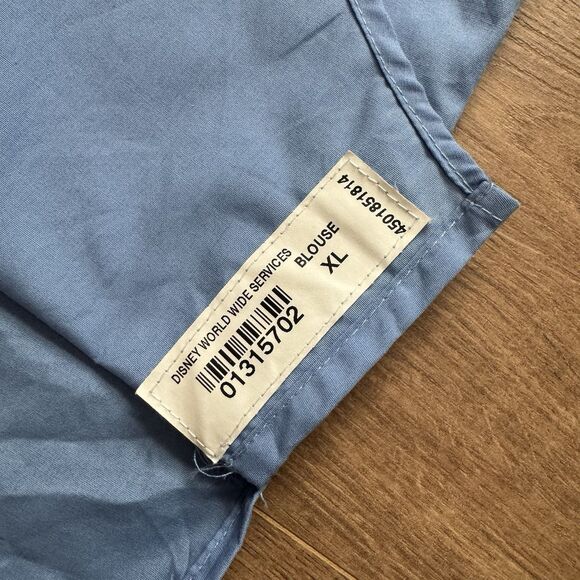 DISNEY WORLD WIDE SERVICES
01315702
BLOUSE
XL
4501851814